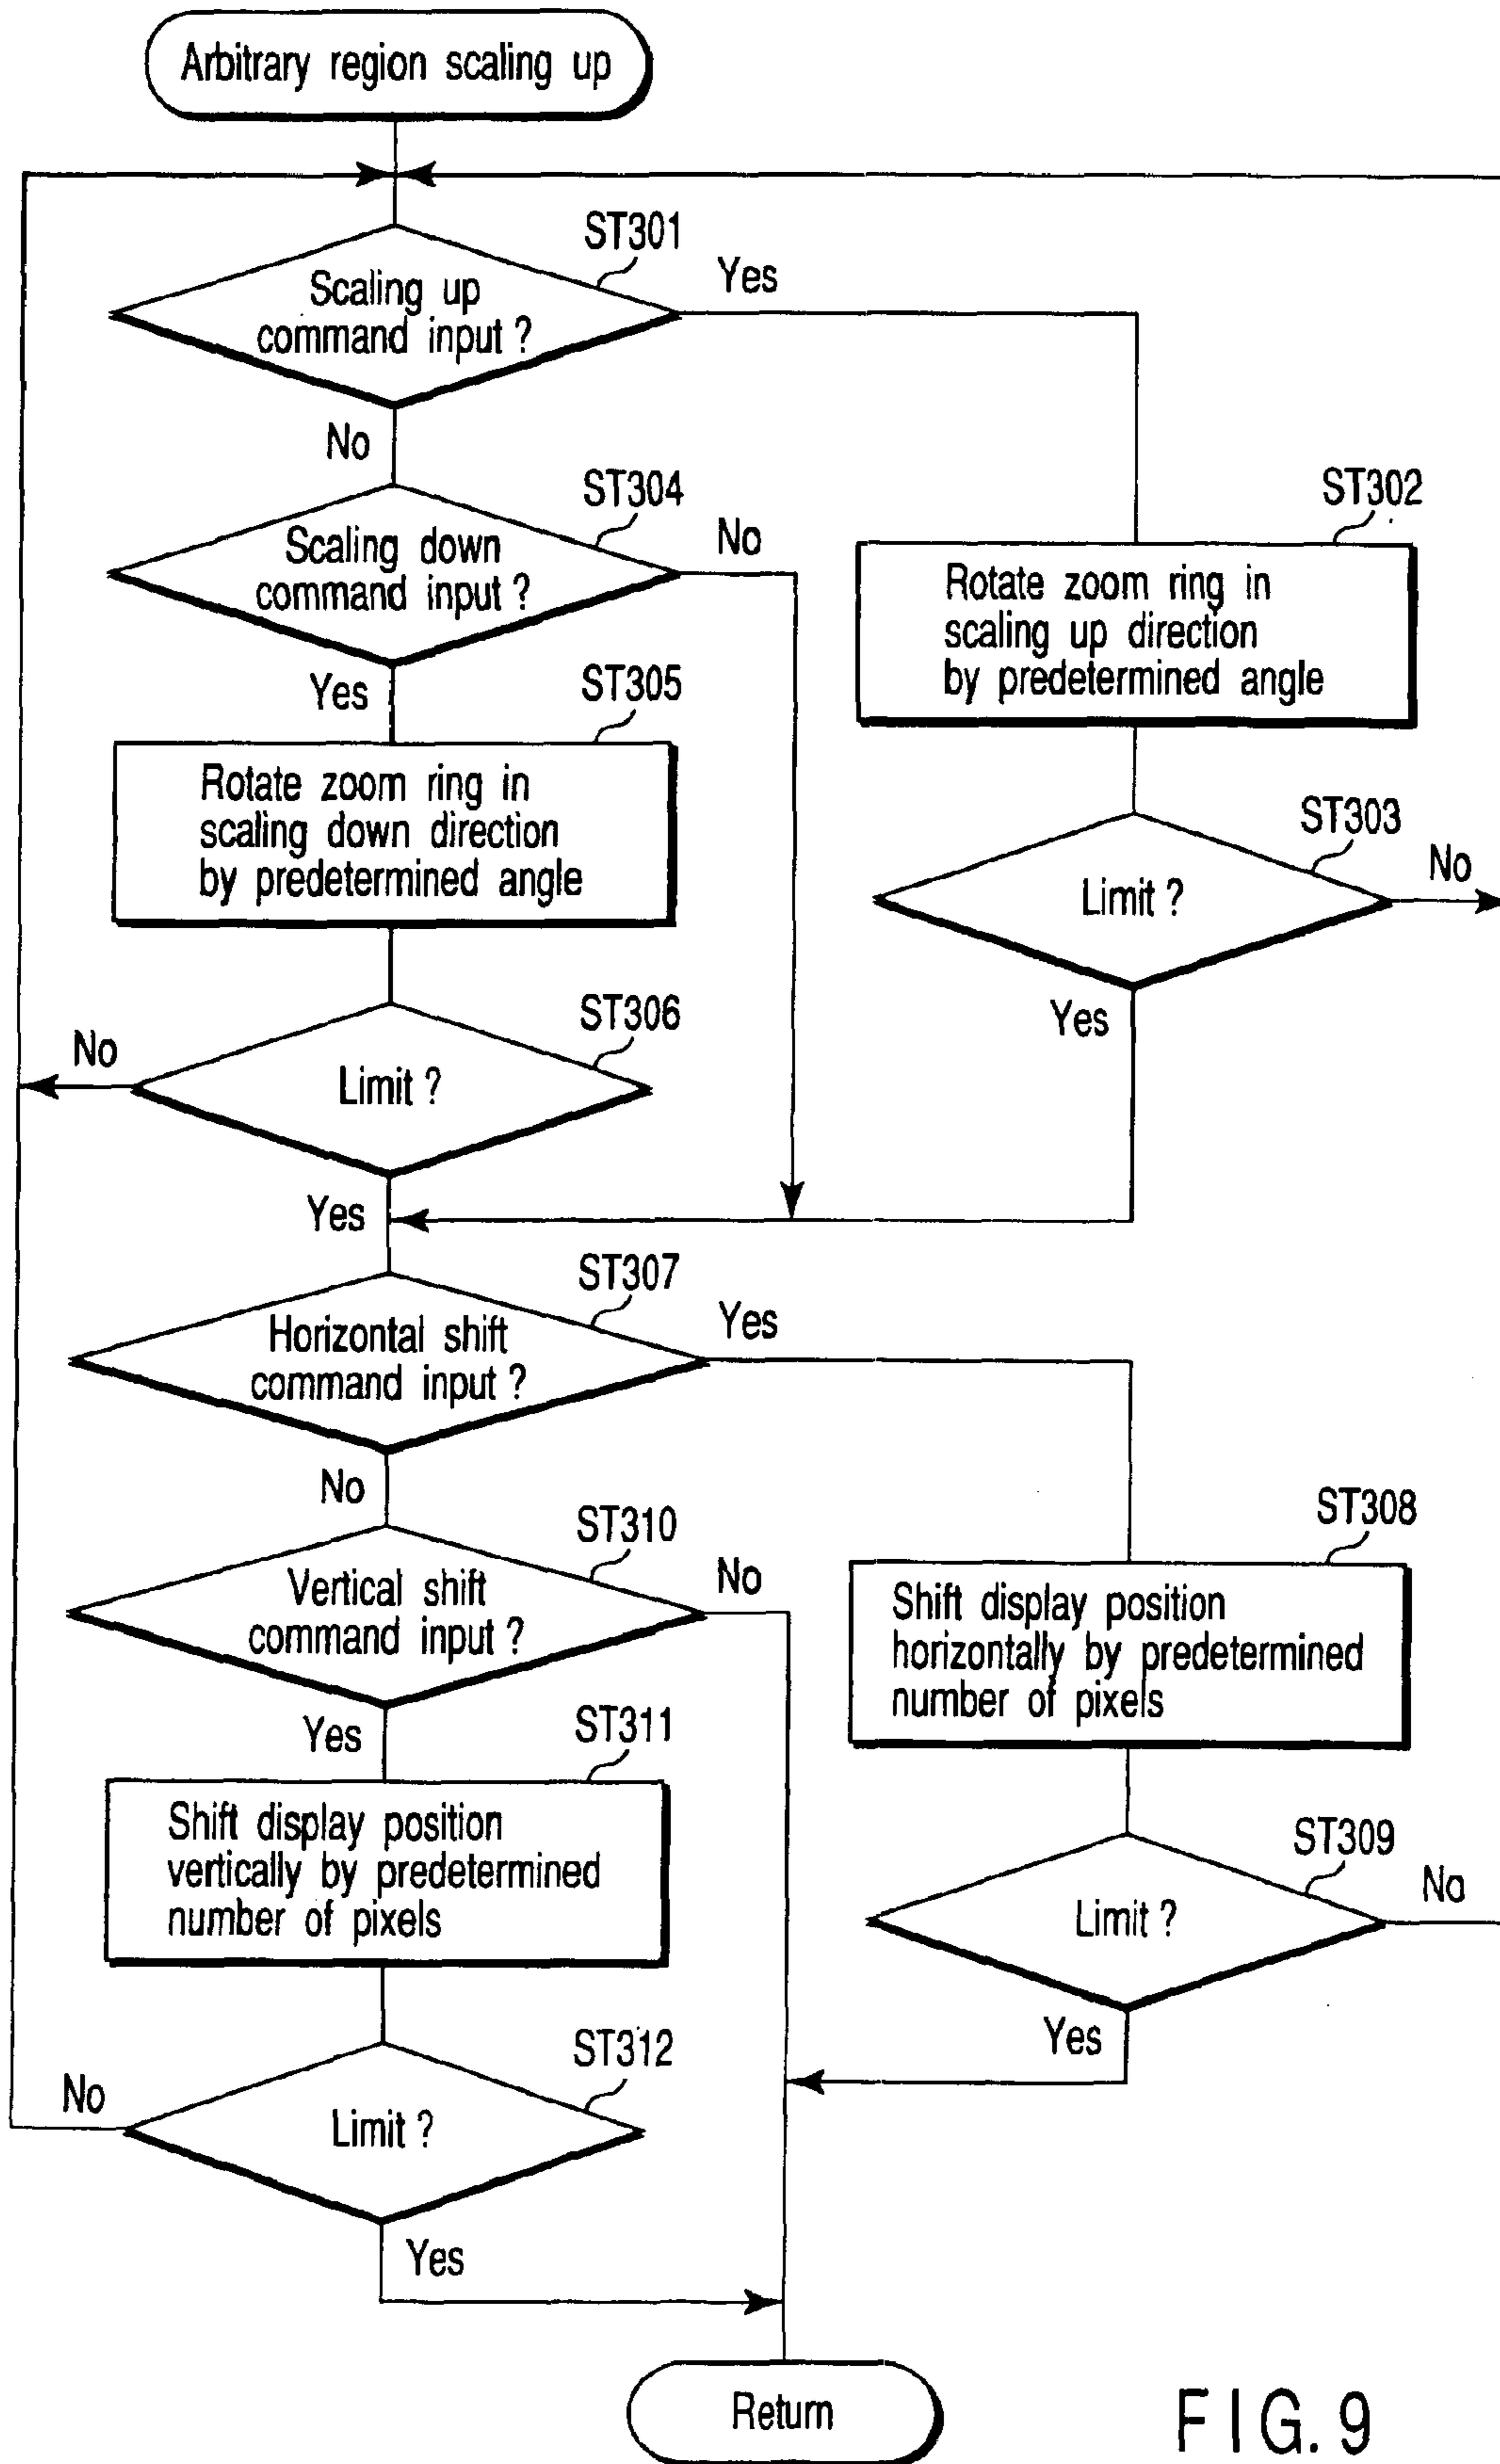 Arbitrary region scaling up
ST301
Scaling up
command input ?
Yes
No
ST304
Scaling down
command input ?
No
Yes
ST302
Rotate zoom ring in
scaling up direction
by predetermined angle
ST305
Rotate zoom ring in
scaling down direction
by predetermined angle
ST303
Limit ?
No
Yes
ST306
Limit ?
No
Yes
ST307
Horizontal shift
command input ?
Yes
No
ST310
Vertical shift
command input ?
No
Yes
ST308
Shift display position
horizontally by predetermined
number of pixels
ST311
Shift display position
vertically by predetermined
number of pixels
ST309
Limit ?
No
Yes
ST312
Limit ?
No
Yes
Return
FIG. 9